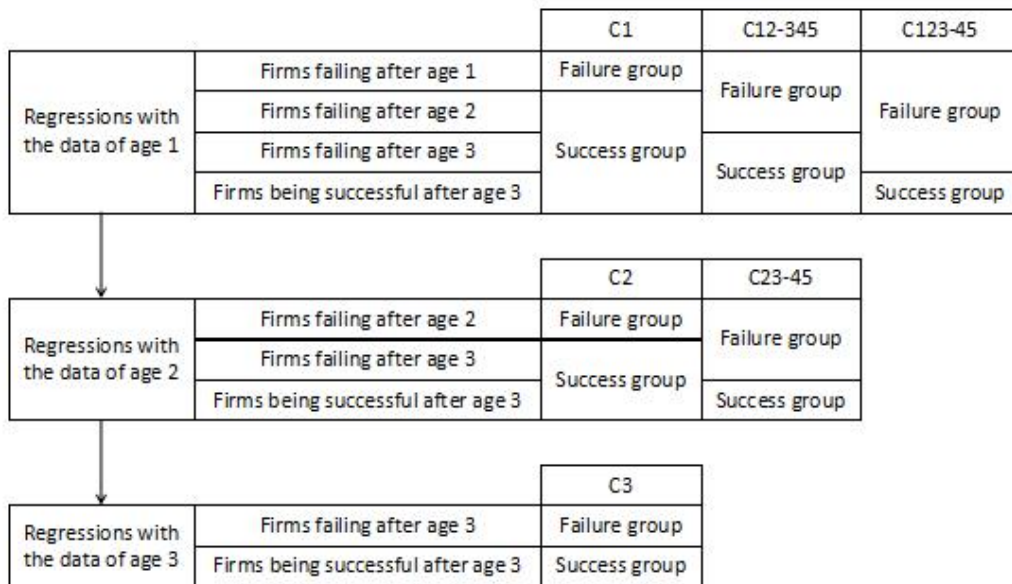 C1 C12-345 C123-45
Firms failing after age 1 Failure group
Failure group
Regressions with
the data of age 1
Firms failing after age 2
Failure group
Firms failing after age 3
Success group
Success group
Firms being successful after age 3
Success group
C2 C23-45
Regressions with
the data of age 2
Firms failing after age 2 Failure group
Failure group
Firms failing after age 3
Success group
Firms being successful after age 3
Success group
C3
Regressions with
the data of age 3
Firms failing after age 3 Failure group
Firms being successful after age 3 Success group